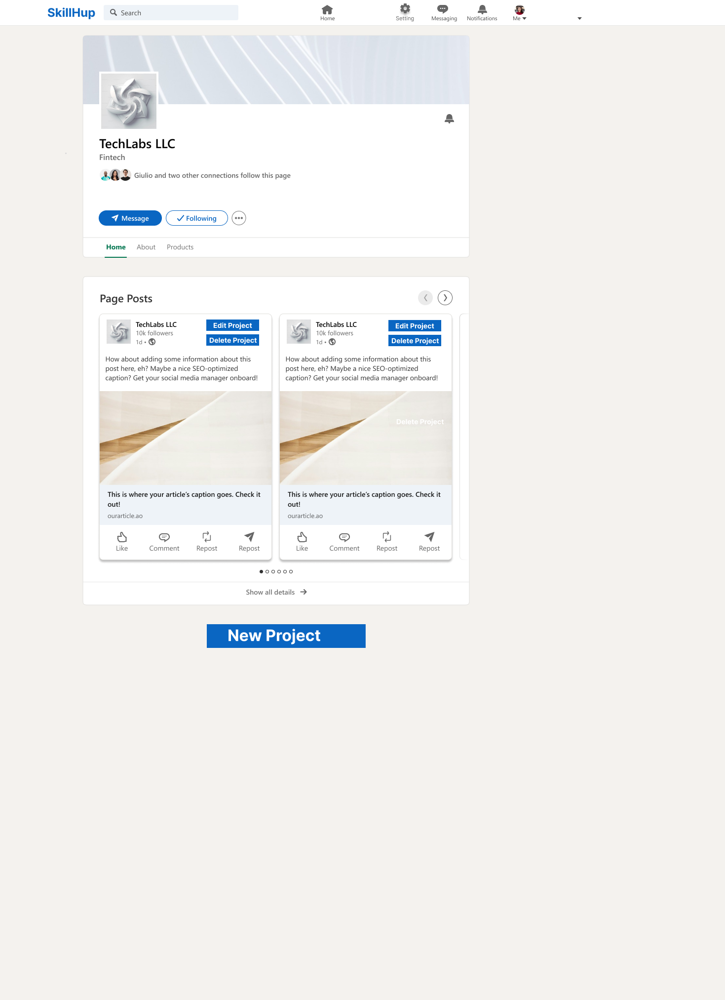 SkillHup
Search
Home
Setting
Messaging
Notifications
Me
TechLabs LLC
Fintech
Giulio and two other connections follow this page
Message
Following
Home
About
Products
Page Posts
TechLabs LLC
10k followers
1d •
Edit Project
Delete Project
How about adding some information about this
post here, eh? Maybe a nice SEO-optimized
caption? Get your social media manager onboard!
This is where your article’s caption goes. Check it
out!
ourarticle.ao
Like
Comment
Repost
Repost
TechLabs LLC
10k followers
1d •
Edit Project
Delete Project
How about adding some information about this
post here, eh? Maybe a nice SEO-optimized
caption? Get your social media manager onboard!
Delete Project
This is where your article’s caption goes. Check it
out!
ourarticle.ao
Like
Comment
Repost
Repost
Show all details
New Project